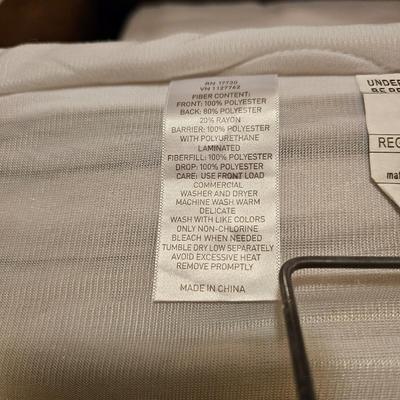 RN 17730
VN 1127762
FIBER CONTENT:
FRONT: 100% POLYESTER
BACK: 80% POLYESTER
20% RAYON
BARRIER: 100% POLYESTER
WITH POLYURETHANE
LAMINATED
FIBERFILL: 100% POLYESTER
DROP: 100% POLYESTER
CARE: USE FRONT LOAD
COMMERCIAL
WASHER AND DRYER
MACHINE WASH WARM
DELICATE
WASH WITH LIKE COLORS
ONLY NON-CHLORINE
BLEACH WHEN NEEDED
TUMBLE DRY LOW SEPARATELY
AVOID EXCESSIVE HEAT
REMOVE PROMPTLY
MADE IN CHINA
UNDER
REG